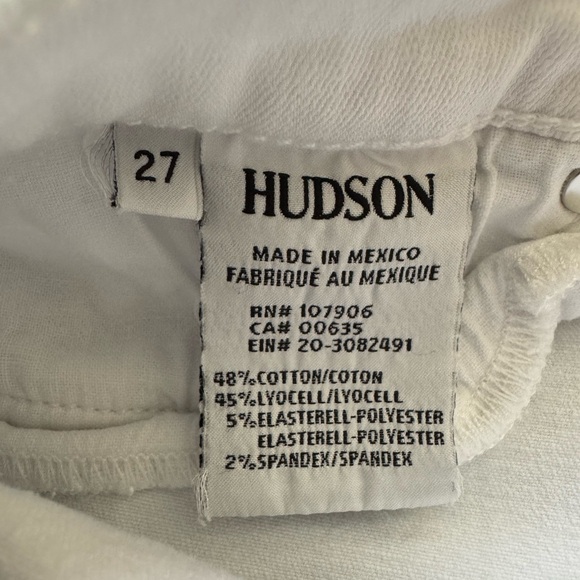 27
HUDSON
MADE IN MEXICO
FABRIQUÉ AU MEXIQUE
RN# 107906
CA# 00635
EIN# 20-3082491
48% COTTON/COTON
45% LYOCELL/LYOCELL
5% ELASTERELL-POLYESTER
ELASTERELL-POLYESTER
2% SPANDEX/SPANDEX